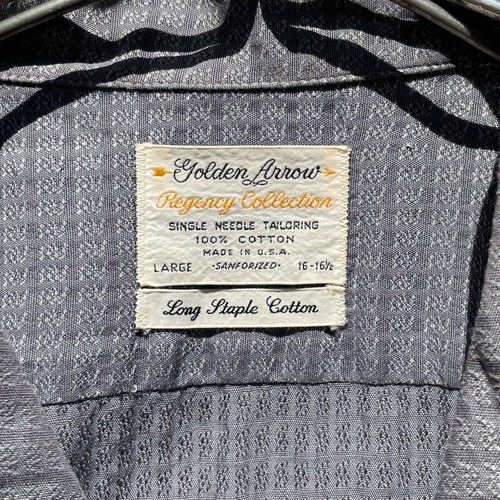 Golden Arrow
Regency Collection
SINGLE NEEDLE TAILORING
100% COTTON
MADE IN U.S.A.
LARGE ·SANFORIZED· 16-16½
Long Staple Cotton